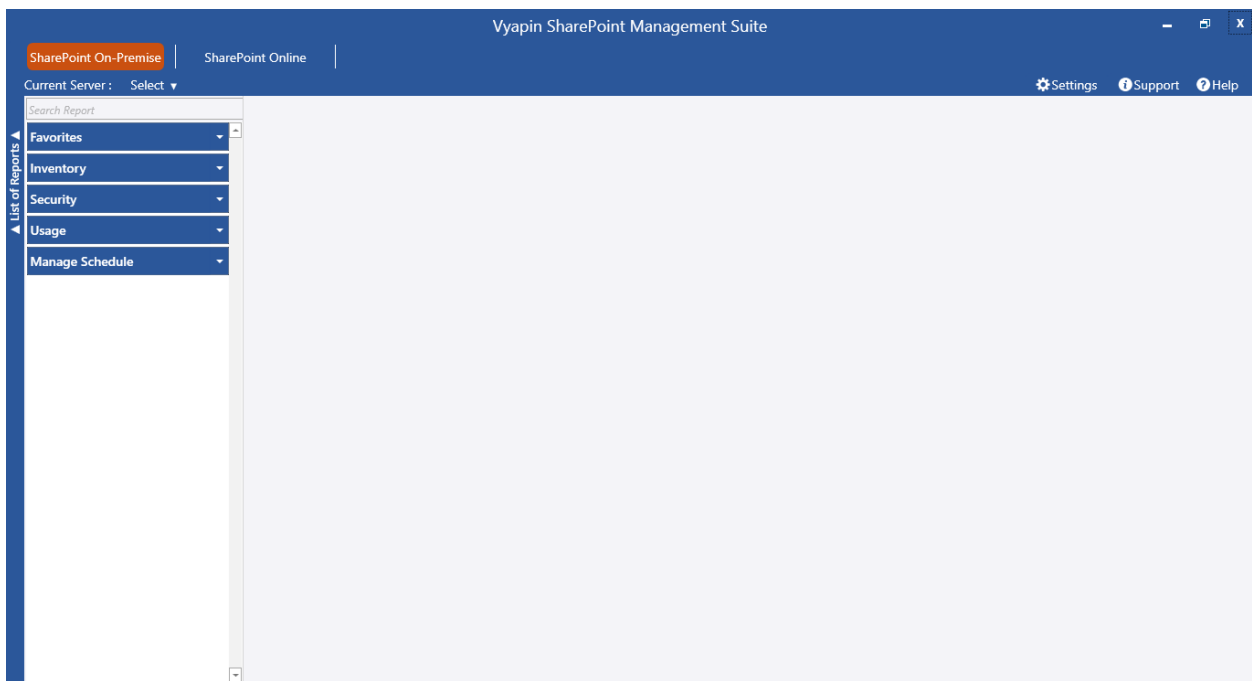 Vyapin SharePoint Management Suite
X
SharePoint On-Premise SharePoint Online
Current Server : Select Settings Support Help
Search Report
List of Reports
Favorites
Inventory
Security
Usage
Manage Schedule